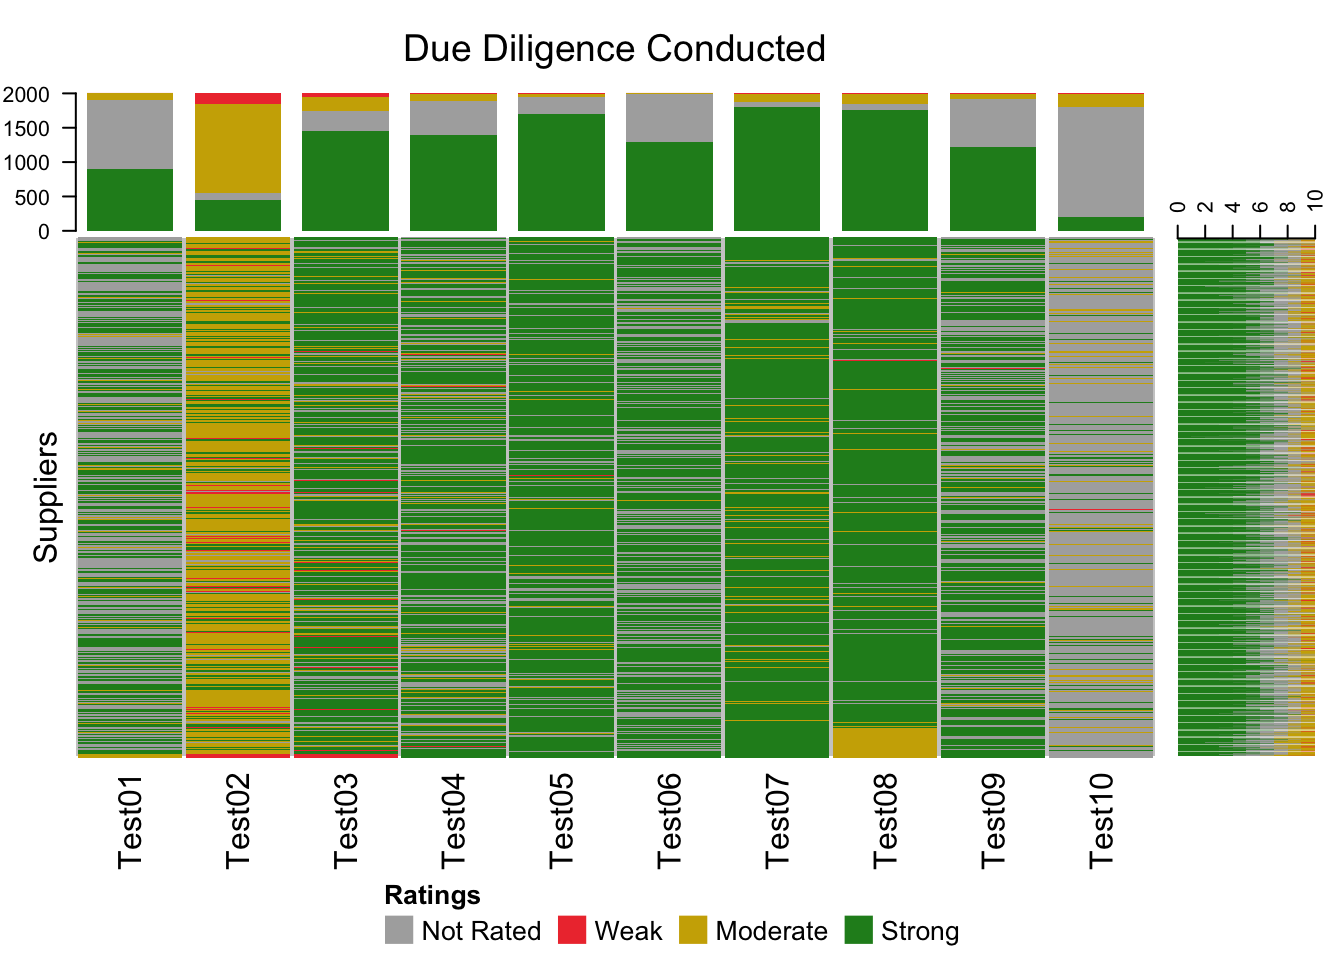 Due Diligence Conducted
2000
1500
1000
500
0
0 2 4 6 8 10
Suppliers
Test01 Test02 Test03 Test04 Test05 Test06 Test07 Test08 Test09 Test10
Ratings
Not Rated Weak Moderate Strong